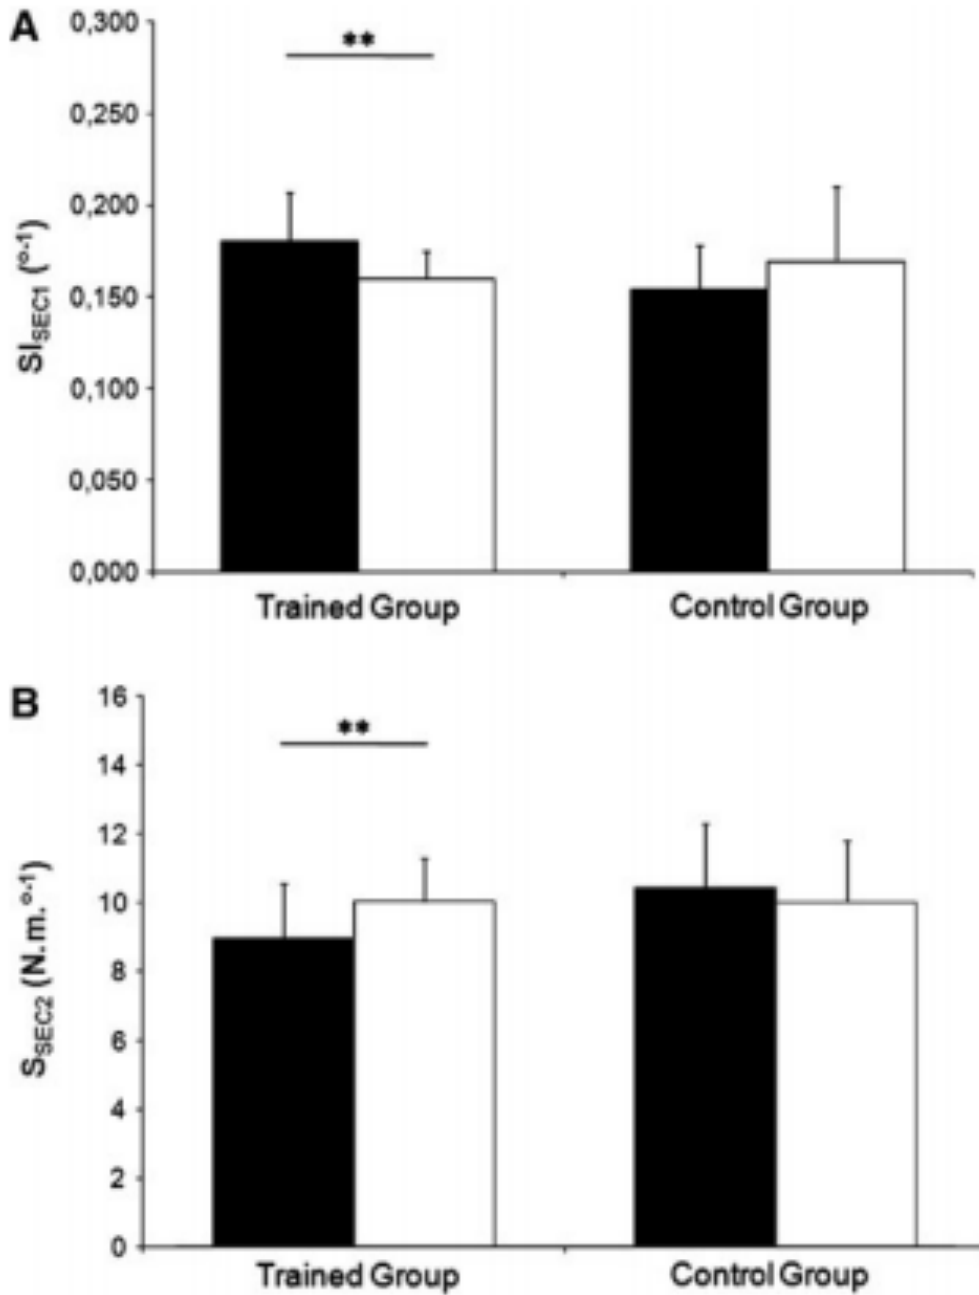 A
0,300
**
0,250
0,200
0,150
0,100
0,050
0,000
SI_SEC1 (°⁻¹)
Trained Group
Control Group
B
16
**
14
12
10
8
6
4
2
0
S_SEC2 (N.m.°⁻¹)
Trained Group
Control Group